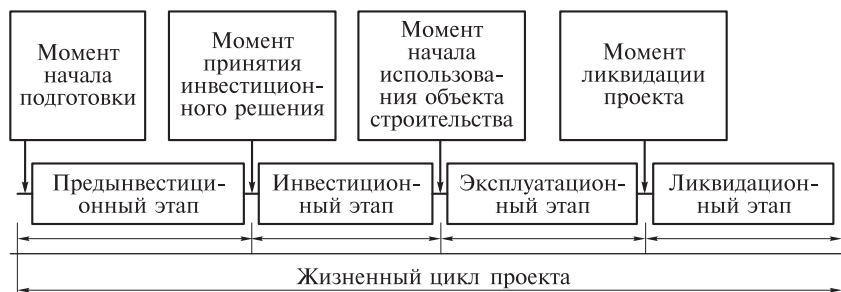 Момент
начала
подготовки
Момент
принятия
инвестицион-
ного решения
Момент
начала
использова-
ния объекта
строительства
Момент
ликвидации
проекта
Предынвестици-
онный этап
Инвестицион-
ный этап
Эксплуатацион-
ный этап
Ликвидацион-
ный этап
Жизненный цикл проекта